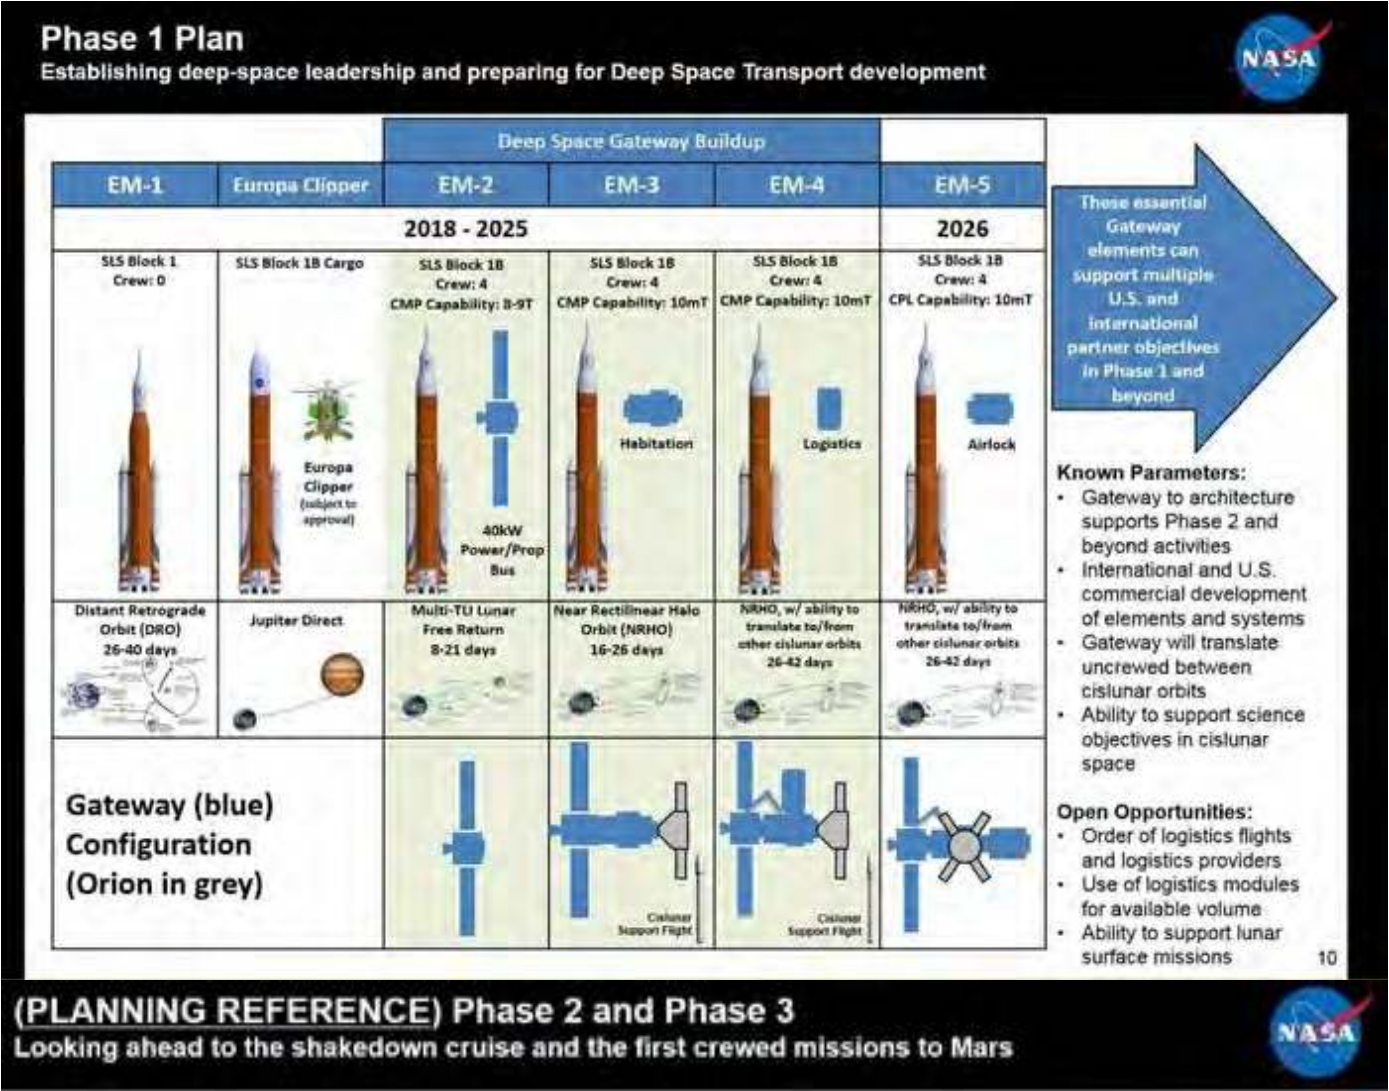 Phase 1 Plan
Establishing deep-space leadership and preparing for Deep Space Transport development
NASA
Deep Space Gateway Buildup
EM-1
Europa Clipper
EM-2
EM-3
EM-4
EM-5
2018 - 2025
2026
SLS Block 1
Crew: 0
SLS Block 1B Cargo
SLS Block 1B
Crew: 4
CMP Capability: 8-9T
SLS Block 1B
Crew: 4
CMP Capability: 10mT
SLS Block 1B
Crew: 4
CMP Capability: 10mT
SLS Block 1B
Crew: 4
CPL Capability: 10mT
Europa
Clipper
(subject to
approval)
40kW
Power/Prop
Bus
Habitation
Logistics
Airlock
Distant Retrograde
Orbit (DRO)
26-40 days
Jupiter Direct
Multi-TLI Lunar
Free Return
8-21 days
Near Rectilinear Halo
Orbit (NRHO)
16-26 days
NRHO, w/ ability to
translate to/from
other cislunar orbits
26-42 days
NRHO, w/ ability to
translate to/from
other cislunar orbits
26-42 days
Gateway (blue)
Configuration
(Orion in grey)
Cislunar
Support Flight
Cislunar
Support Flight
These essential
Gateway
elements can
support multiple
U.S. and
international
partner objectives
in Phase 1 and
beyond
Known Parameters:
• Gateway to architecture
supports Phase 2 and
beyond activities
• International and U.S.
commercial development
of elements and systems
• Gateway will translate
uncrewed between
cislunar orbits
• Ability to support science
objectives in cislunar
space
Open Opportunities:
• Order of logistics flights
and logistics providers
• Use of logistics modules
for available volume
• Ability to support lunar
surface missions
10
(PLANNING REFERENCE) Phase 2 and Phase 3
Looking ahead to the shakedown cruise and the first crewed missions to Mars
NASA